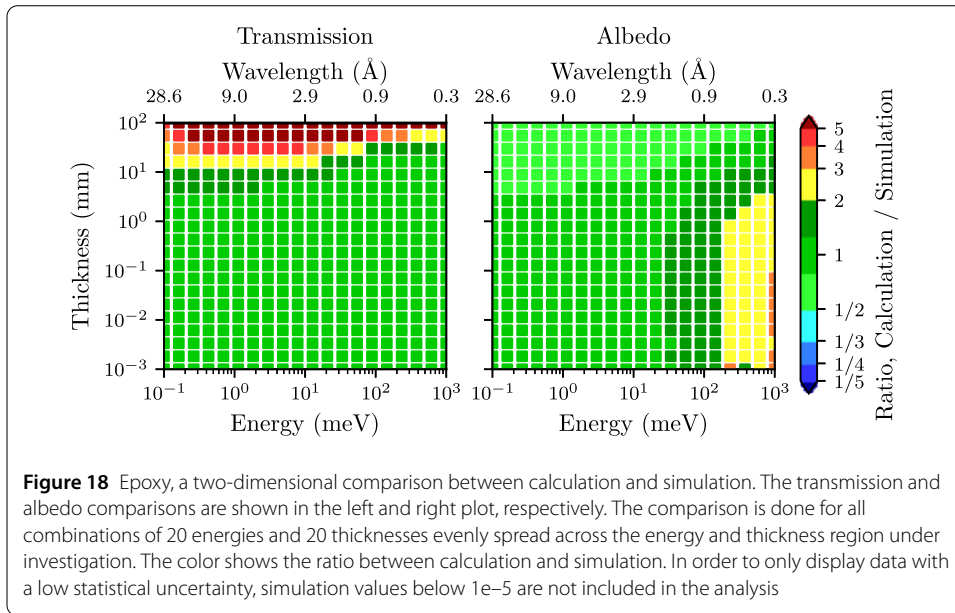 Transmission
Albedo
Wavelength (Å)
Wavelength (Å)
28.6 9.0 2.9 0.9 0.3
28.6 9.0 2.9 0.9 0.3
Thickness (mm)
10² 10¹ 10⁰ 10⁻¹ 10⁻² 10⁻³
10⁻¹ 10⁰ 10¹ 10² 10³
10⁻¹ 10⁰ 10¹ 10² 10³
Energy (meV)
Energy (meV)
5
4
3
2
1
1/2
1/3
1/4
1/5
Ratio, Calculation / Simulation
Figure 18 Epoxy, a two-dimensional comparison between calculation and simulation. The transmission and
albedo comparisons are shown in the left and right plot, respectively. The comparison is done for all
combinations of 20 energies and 20 thicknesses evenly spread across the energy and thickness region under
investigation. The color shows the ratio between calculation and simulation. In order to only display data with
a low statistical uncertainty, simulation values below 1e–5 are not included in the analysis